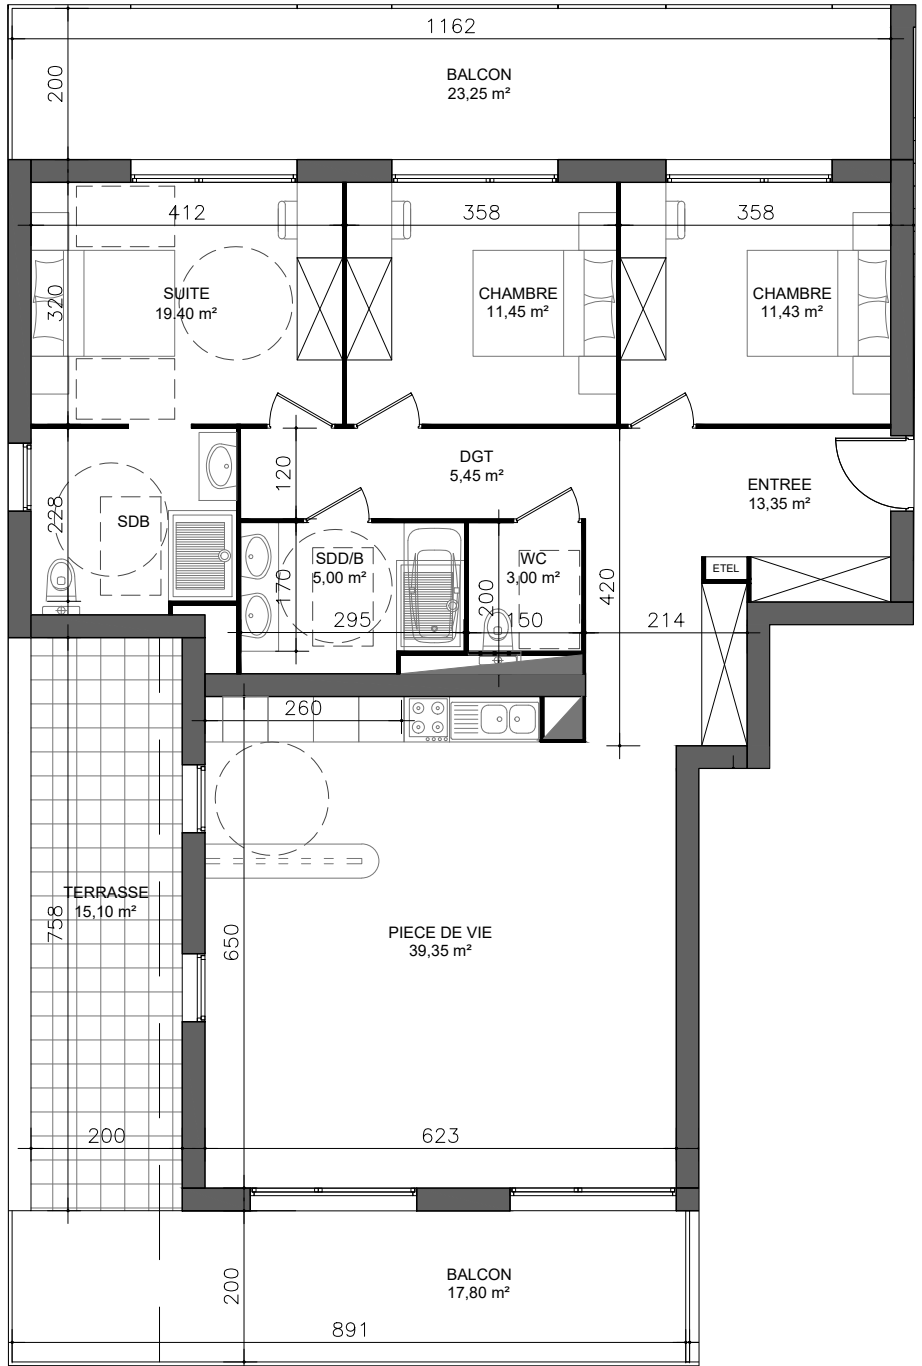 1162
200
BALCON
23,25 m²
412
358
358
320
SUITE
19.40 m²
CHAMBRE
11,45 m²
CHAMBRE
11,43 m²
120
DGT
5,45 m²
ENTREE
13,35 m²
228
SDB
170
SDD/B
5,00 m²
295
200
WC
3,00 m²
150
420
ETEL
214
260
TERRASSE
15,10 m²
758
650
PIECE DE VIE
39,35 m²
200
623
200
BALCON
17,80 m²
891